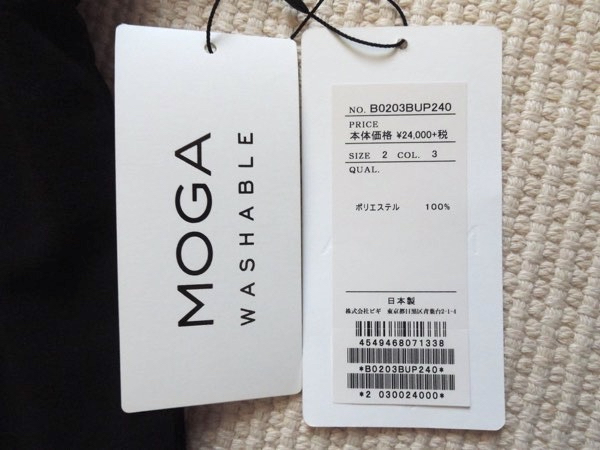 MOGA
WASHABLE
NO. B0203BUP240
PRICE
本体価格 ¥24,000+税
SIZE 2 COL. 3
QUAL.
ポリエステル 100%
日本製
株式会社ビギ 東京都目黒区青葉台2-1-4
4549468071338
*B0203BUP240*
*2 030024000*